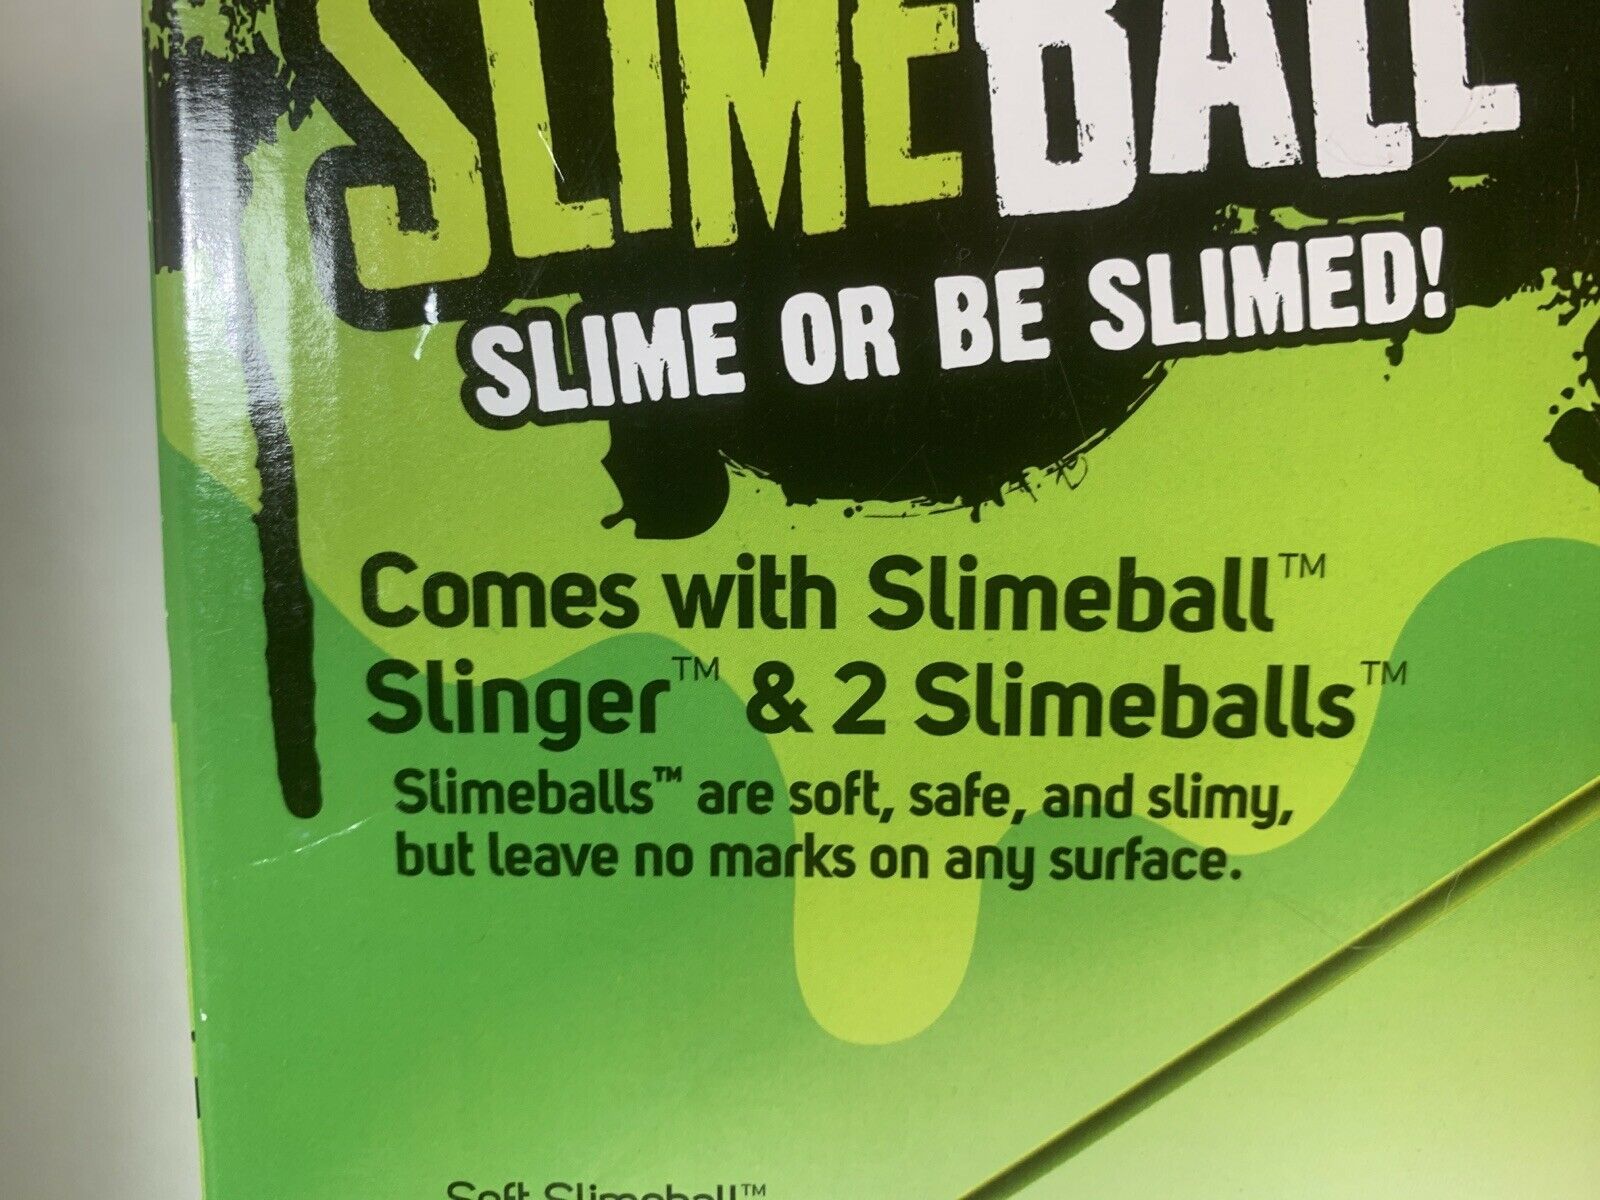 SLIMEBALL
SLIME OR BE SLIMED!
Comes with Slimeball™
Slinger™ & 2 Slimeballs™
Slimeballs™ are soft, safe, and slimy,
but leave no marks on any surface.
Soft Slimeball™